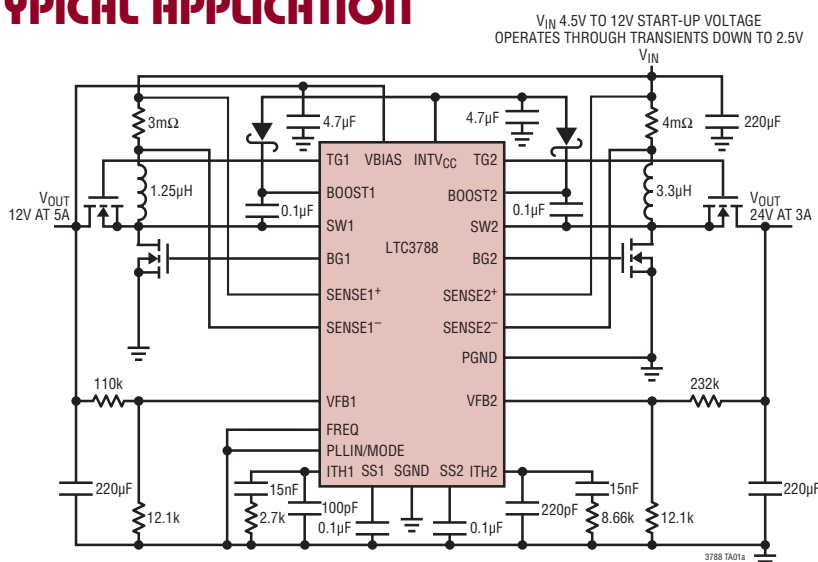 YPICAL APPLICATION
VIN 4.5V TO 12V START-UP VOLTAGE
OPERATES THROUGH TRANSIENTS DOWN TO 2.5V
VIN
3mΩ
4.7µF
4.7µF
4mΩ
220µF
TG1 VBIAS INTVCC TG2
VOUT
12V AT 5A
1.25µH
BOOST1
BOOST2
3.3µH
VOUT
24V AT 3A
0.1µF
0.1µF
SW1
SW2
LTC3788
BG1
BG2
SENSE1+
SENSE2+
SENSE1–
SENSE2–
PGND
110k
232k
VFB1
VFB2
FREQ
PLLIN/MODE
ITH1 SS1 SGND SS2 ITH2
220µF
15nF
15nF
220µF
100pF
220pF
12.1k
2.7k
0.1µF
0.1µF
8.66k
12.1k
3788 TA01a